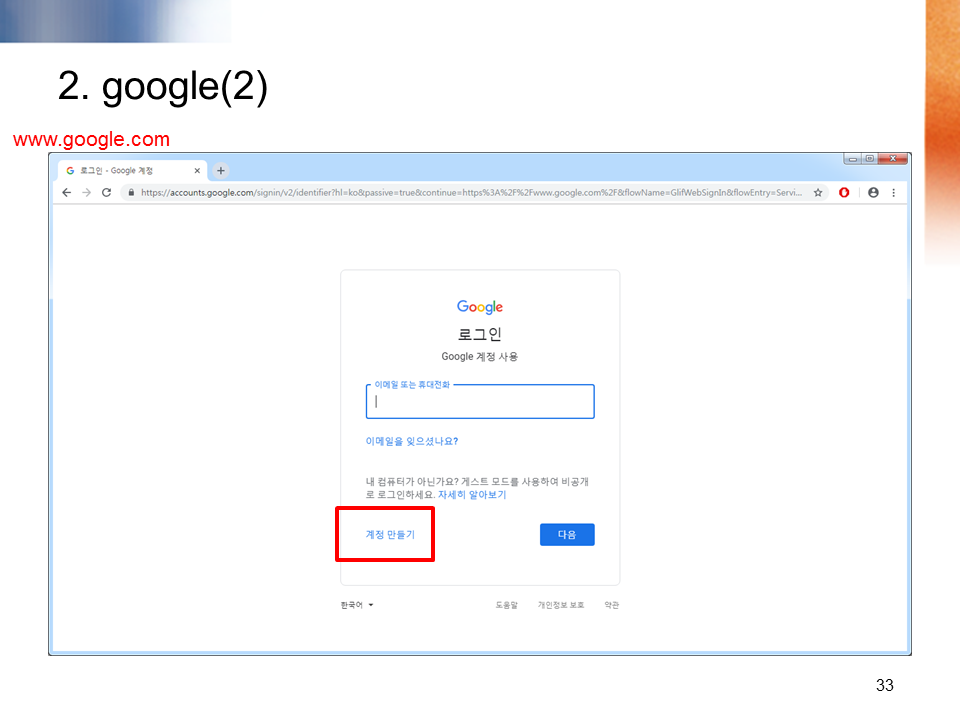 2. google(2)
www.google.com
로그인 - Google 계정
https://accounts.google.com/signin/v2/identifier?hl=ko&passive=true&continue=https%3A%2F%2Fwww.google.com%2F&flowName=GlifWebSignIn&flowEntry=Servi...
Google
로그인
Google 계정 사용
이메일 또는 휴대전화
이메일을 잊으셨나요?
내 컴퓨터가 아닌가요? 게스트 모드를 사용하여 비공개
로 로그인하세요. 자세히 알아보기
계정 만들기 다음
한국어 도움말 개인정보 보호 약관
33